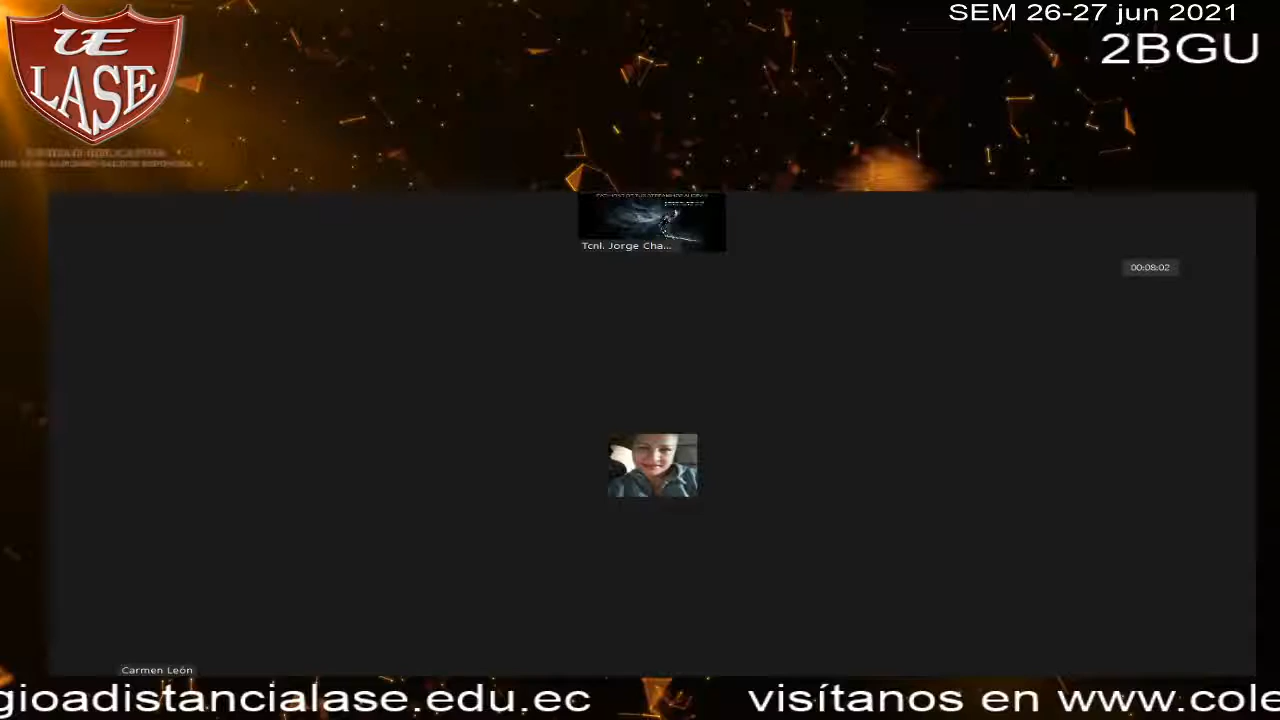 SEM 26-27 jun 2021
2BGU
UE
LASE
Tcnl. Jorge Cha...
00:08:02
Carmen León
gioadistancialase.edu.ec visítanos en www.cole